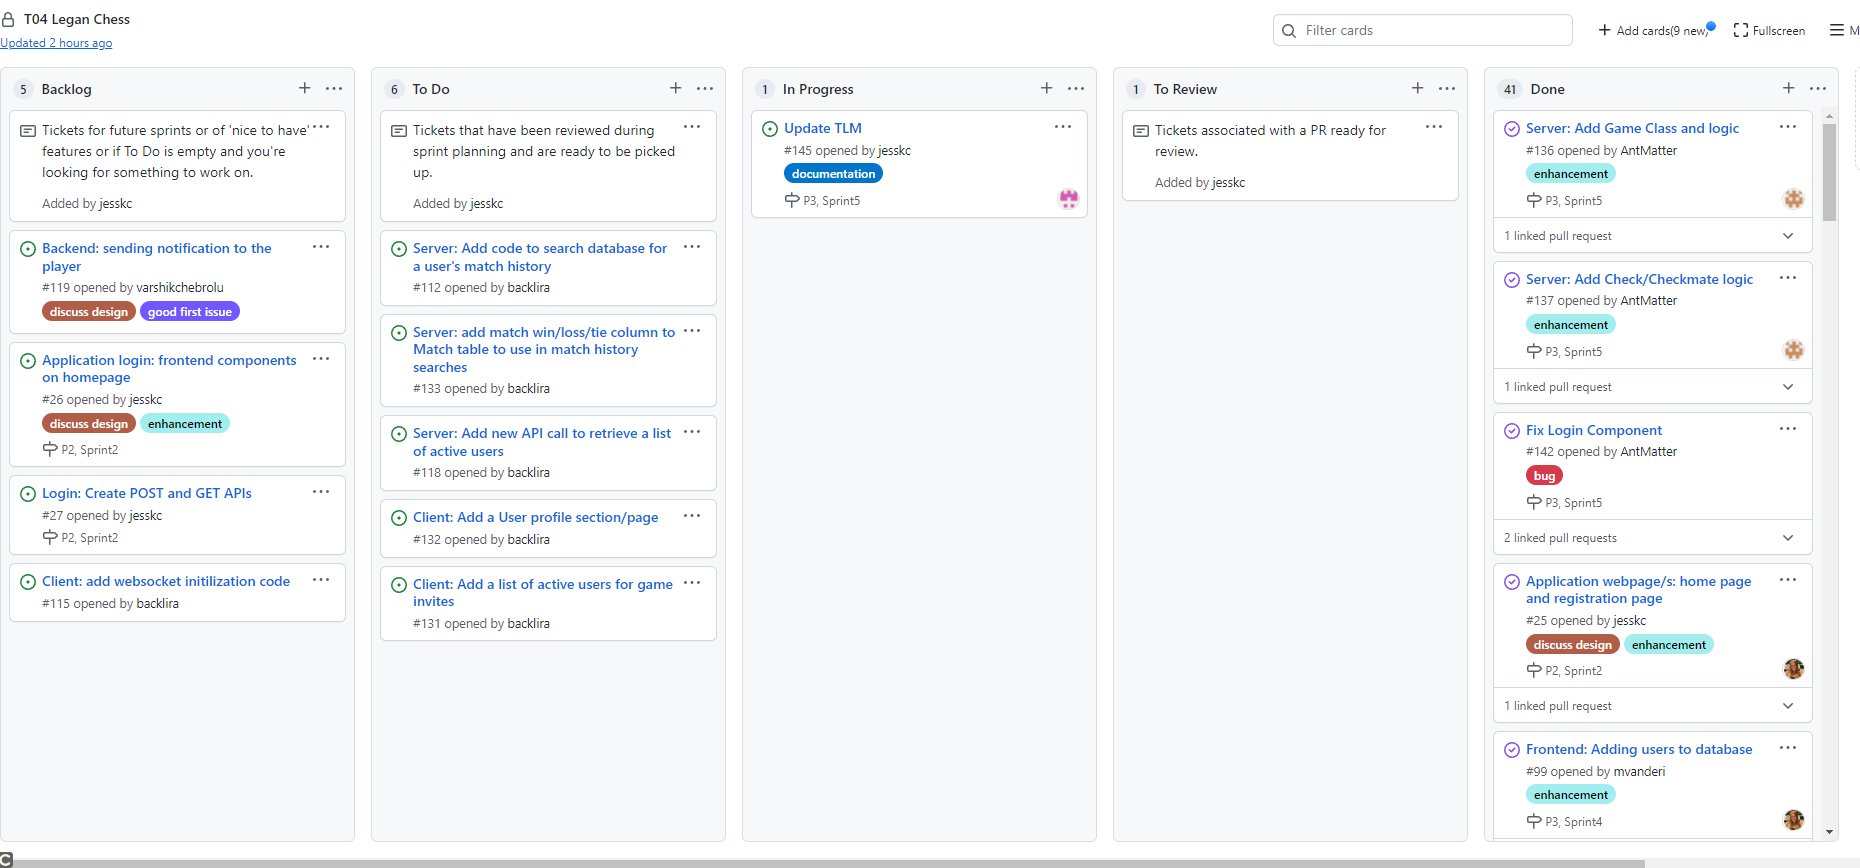 T04 Legan Chess
Updated 2 hours ago
Filter cards
Add cards(9 new)
Fullscreen
M
5 Backlog
Tickets for future sprints or of 'nice to have'
features or if To Do is empty and you're
looking for something to work on.
Added by jesskc
Backend: sending notification to the
player
#119 opened by varshikchebrolu
discuss design good first issue
Application login: frontend components
on homepage
#26 opened by jesskc
discuss design enhancement
P2, Sprint2
Login: Create POST and GET APIs
#27 opened by jesskc
P2, Sprint2
Client: add websocket initilization code
#115 opened by backlira
6 To Do
Tickets that have been reviewed during
sprint planning and are ready to be picked
up.
Added by jesskc
Server: Add code to search database for
a user's match history
#112 opened by backlira
Server: add match win/loss/tie column to
Match table to use in match history
searches
#133 opened by backlira
Server: Add new API call to retrieve a list
of active users
#118 opened by backlira
Client: Add a User profile section/page
#132 opened by backlira
Client: Add a list of active users for game
invites
#131 opened by backlira
1 In Progress
Update TLM
#145 opened by jesskc
documentation
P3, Sprint5
1 To Review
Tickets associated with a PR ready for
review.
Added by jesskc
41 Done
Server: Add Game Class and logic
#136 opened by AntMatter
enhancement
P3, Sprint5
1 linked pull request
Server: Add Check/Checkmate logic
#137 opened by AntMatter
enhancement
P3, Sprint5
1 linked pull request
Fix Login Component
#142 opened by AntMatter
bug
P3, Sprint5
2 linked pull requests
Application webpage/s: home page
and registration page
#25 opened by jesskc
discuss design enhancement
P2, Sprint2
1 linked pull request
Frontend: Adding users to database
#99 opened by mvanderi
enhancement
P3, Sprint4
C